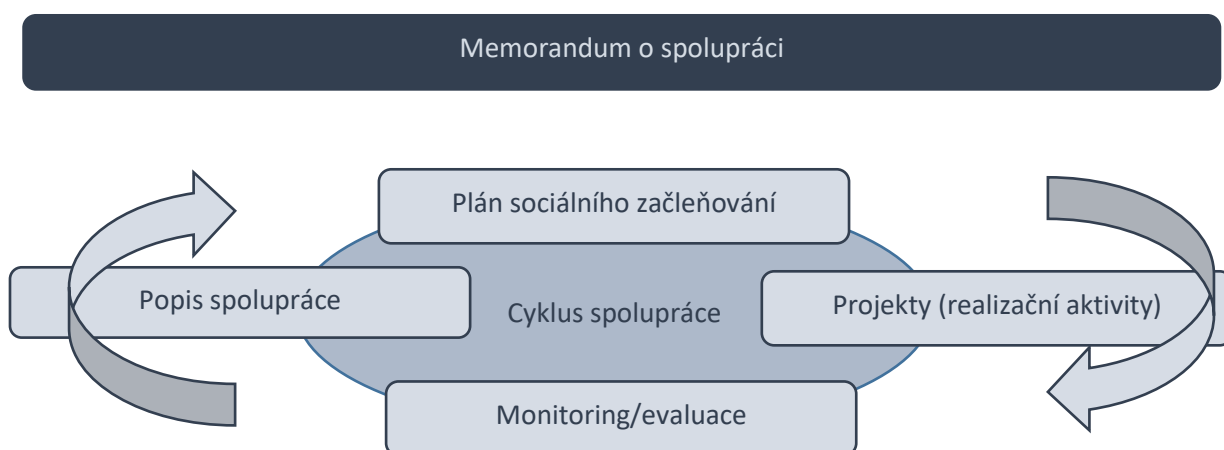 Memorandum o spolupráci
Plán sociálního začleňování
Popis spolupráce
Cyklus spolupráce
Projekty (realizační aktivity)
Monitoring/evaluace